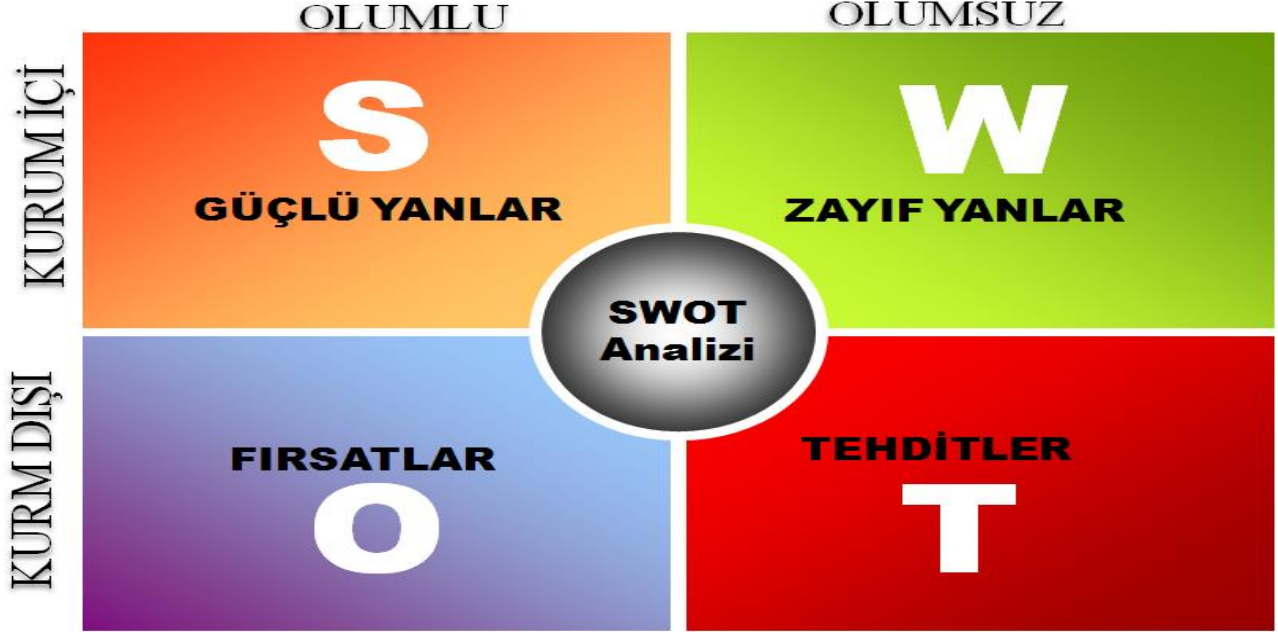 OLUMLU
OLUMSUZ
KURUM İÇİ
S
GÜÇLÜ YANLAR
W
ZAYIF YANLAR
SWOT
Analizi
KURM DIŞI
FIRSATLAR
O
TEHDİTLER
T